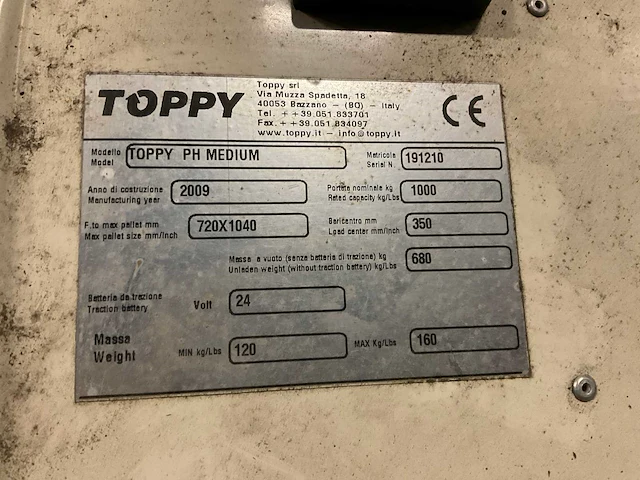 TOPPY
Toppy srl
Via Muzza Spadetta, 18
40053 Bazzano - (BO) - Italy
Tel. ++39.051.833701
Fax. ++39.051.834097
www.toppy.it - info@toppy.it
CE
Modello
Model
TOPPY PH MEDIUM
Matricola
Serial N.
191210
Anno di costruzione
Manufacturing year
2009
Portata nominale kg
Rated capacity kg/Lbs
1000
F.to max pallet mm
Max pallet size mm/Inch
720X1040
Baricentro mm
Load center mm/Inch
350
Massa a vuoto (senza batteria di trazione) kg
Unladen weight (without traction battery) kg/Lbs
680
Batteria da trazione
Traction battery
Volt
24
Massa
Weight
MIN kg/Lbs
120
MAX Kg/Lbs
160